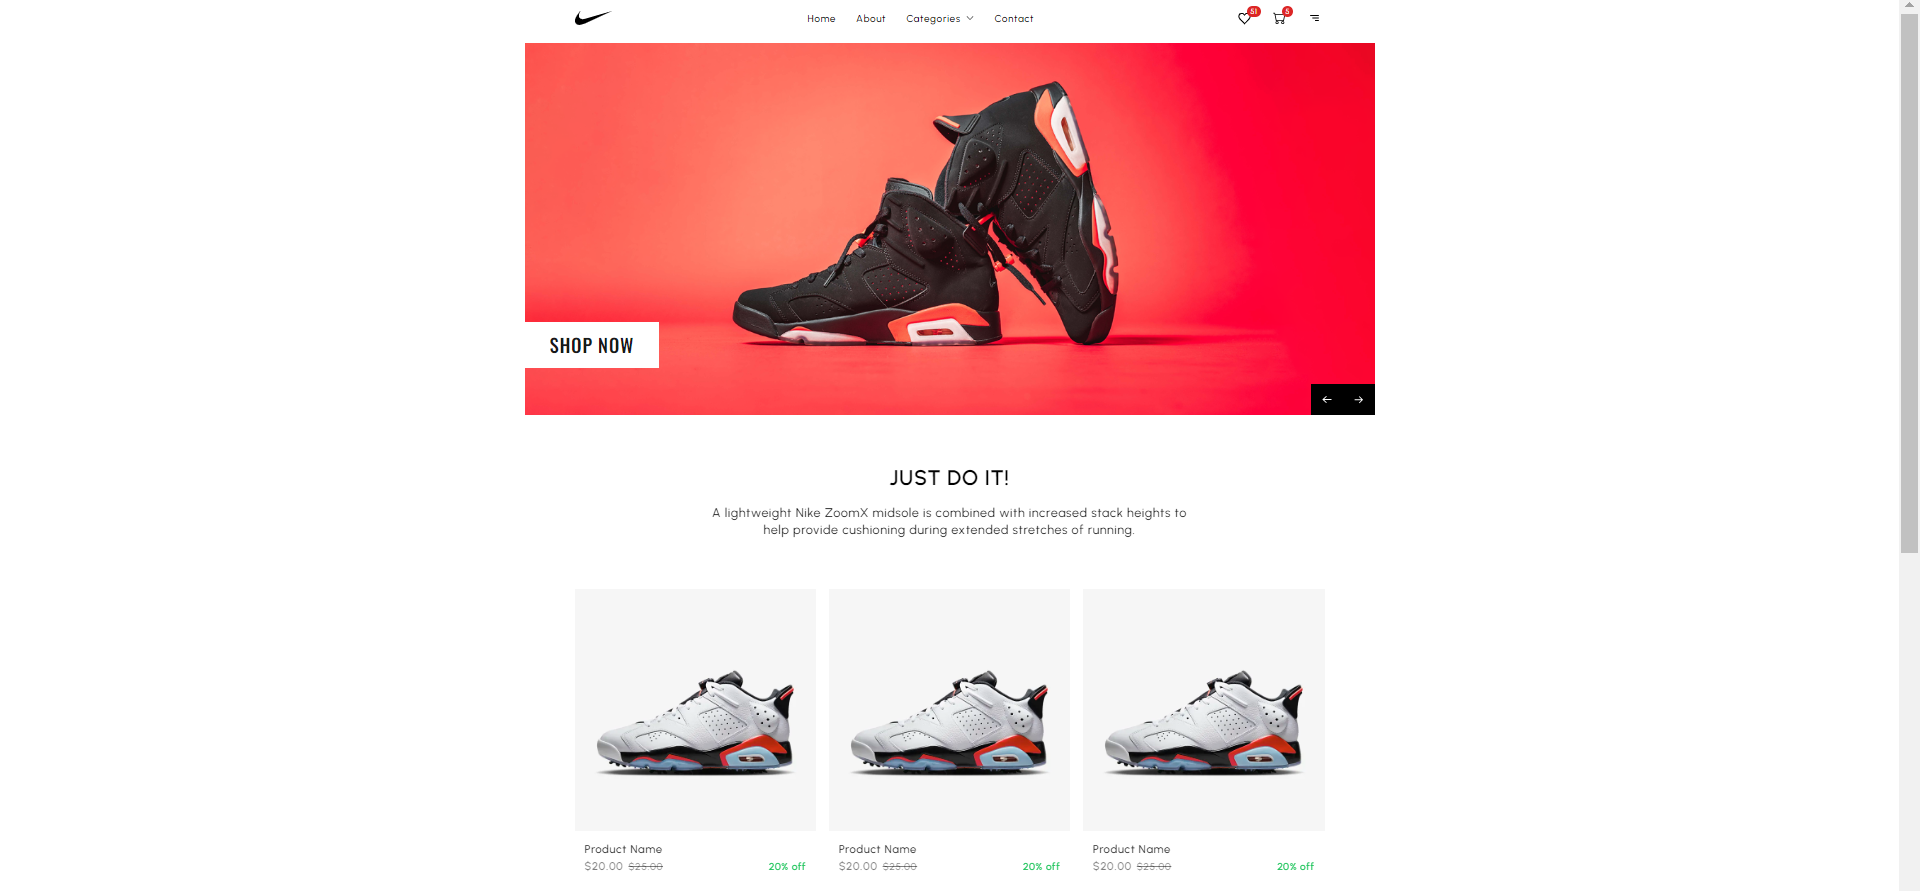 Home About Categories Contact 51 5
SHOP NOW
JUST DO IT!
A lightweight Nike ZoomX midsole is combined with increased stack heights to
help provide cushioning during extended stretches of running.
Product Name Product Name Product Name
$20.00 $25.00 20% off $20.00 $25.00 20% off $20.00 $25.00 20% off